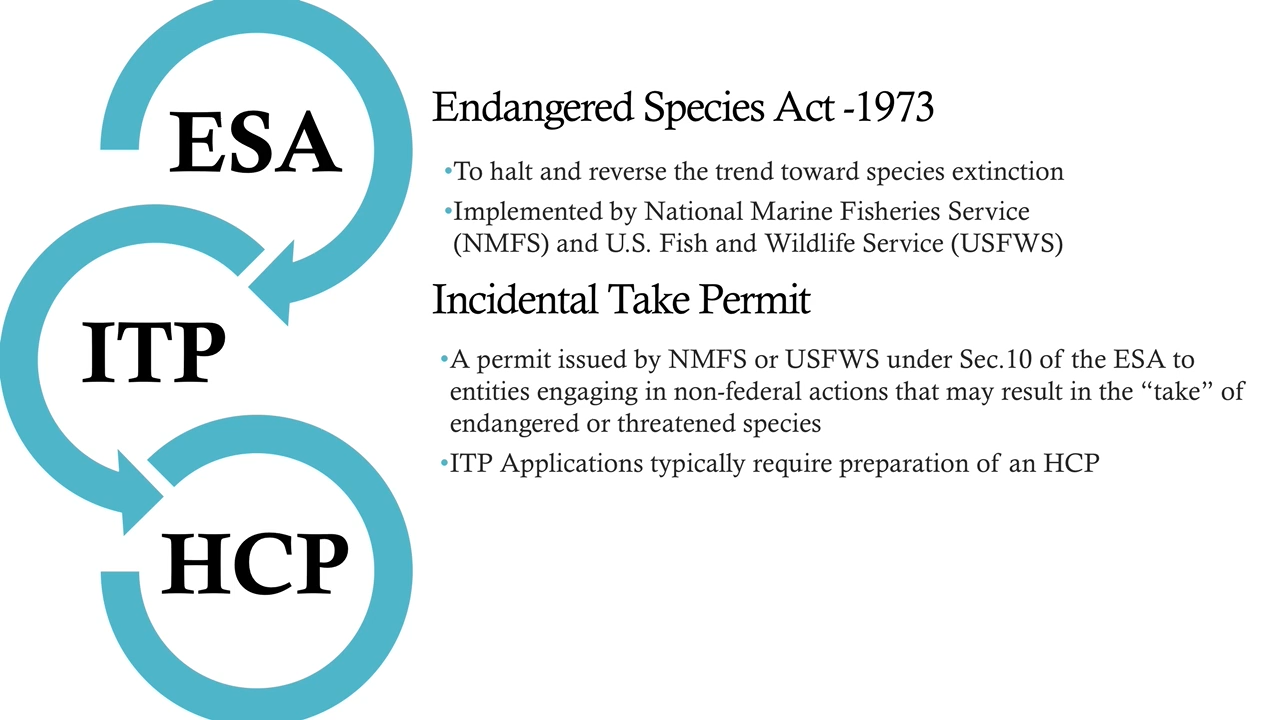 ESA
Endangered Species Act -1973
•To halt and reverse the trend toward species extinction
•Implemented by National Marine Fisheries Service
(NMFS) and U.S. Fish and Wildlife Service (USFWS)
ITP
Incidental Take Permit
•A permit issued by NMFS or USFWS under Sec.10 of the ESA to
entities engaging in non-federal actions that may result in the “take” of
endangered or threatened species
•ITP Applications typically require preparation of an HCP
HCP